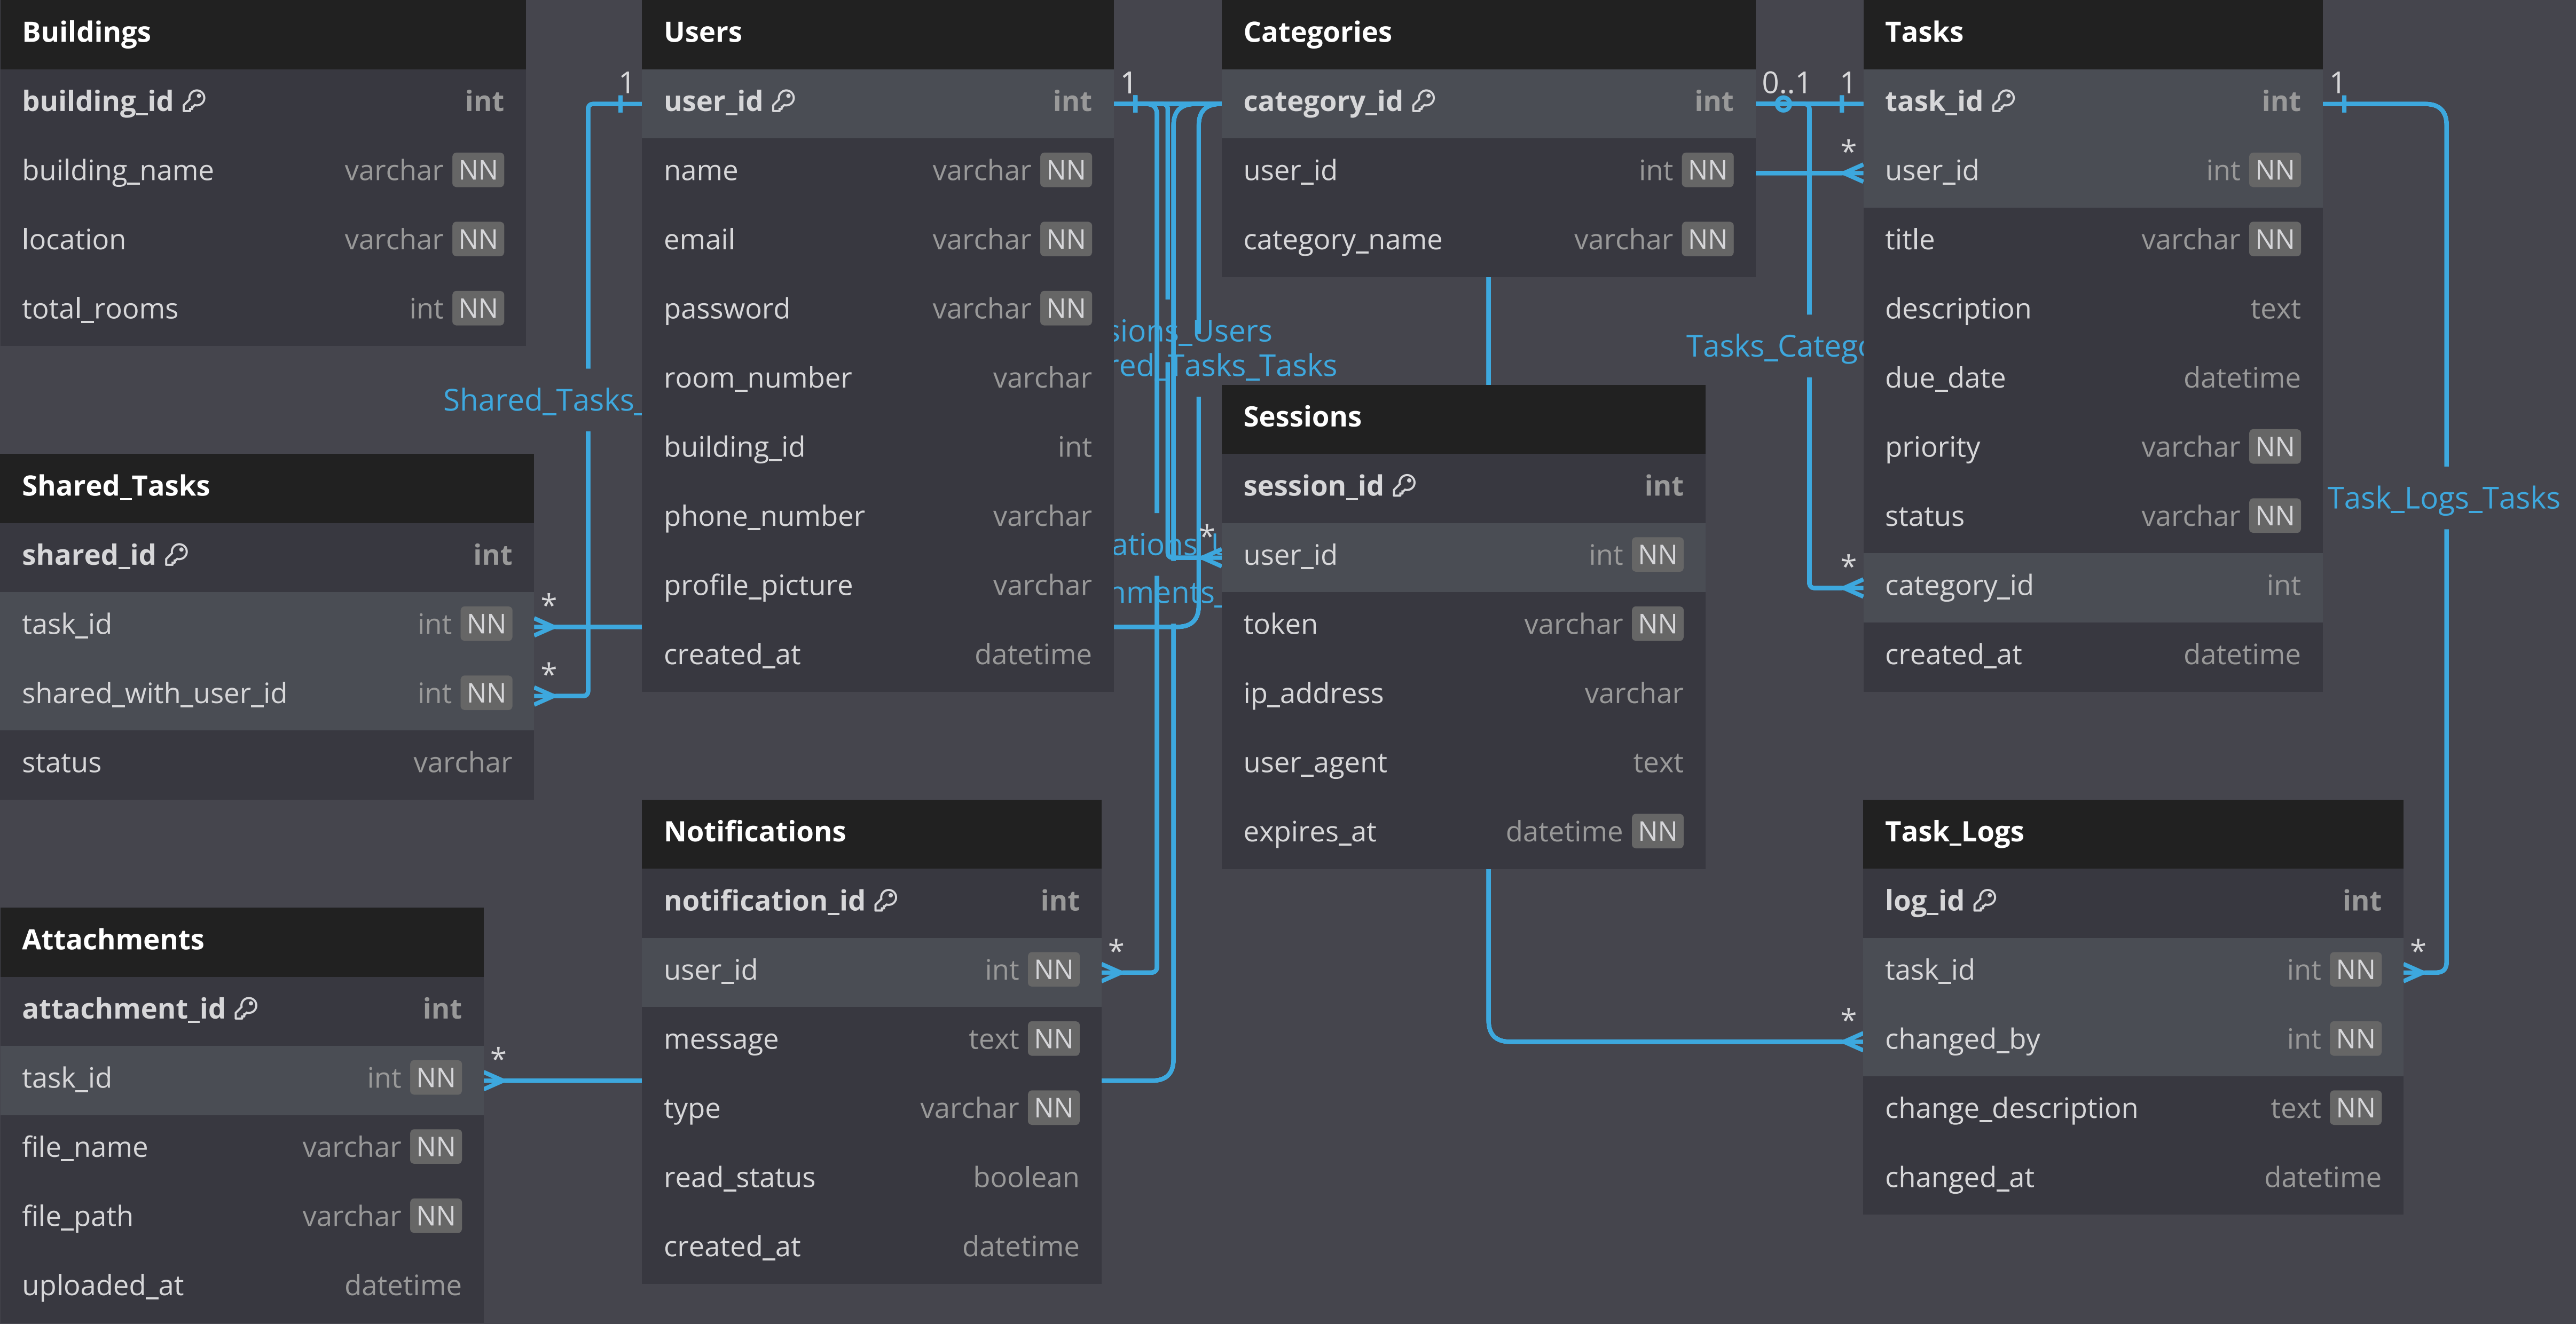 Buildings
building_id int
building_name varchar NN
location varchar NN
total_rooms int NN
Users
1 user_id int 1
name varchar NN
email varchar NN
password varchar NN
room_number varchar
building_id int
phone_number varchar
profile_picture varchar
created_at datetime
Categories
category_id int 0..1
user_id int NN
category_name varchar NN
Tasks
1 task_id int 1
* user_id int NN
title varchar NN
description text
due_date datetime
priority varchar NN
status varchar NN
* category_id int
created_at datetime
sions_Users
red_Tasks_Tasks
Tasks_Catego
Shared_Tasks_
Task_Logs_Tasks
Shared_Tasks
shared_id int
task_id int NN *
shared_with_user_id int NN *
status varchar
Sessions
session_id int
* user_id int NN
token varchar NN
ip_address varchar
user_agent text
expires_at datetime NN
ations_
nments_
Notifications
notification_id int
user_id int NN *
message text NN
type varchar NN
read_status boolean
created_at datetime
Task_Logs
log_id int
task_id int NN *
* changed_by int NN
change_description text NN
changed_at datetime
Attachments
attachment_id int
task_id int NN *
file_name varchar NN
file_path varchar NN
uploaded_at datetime